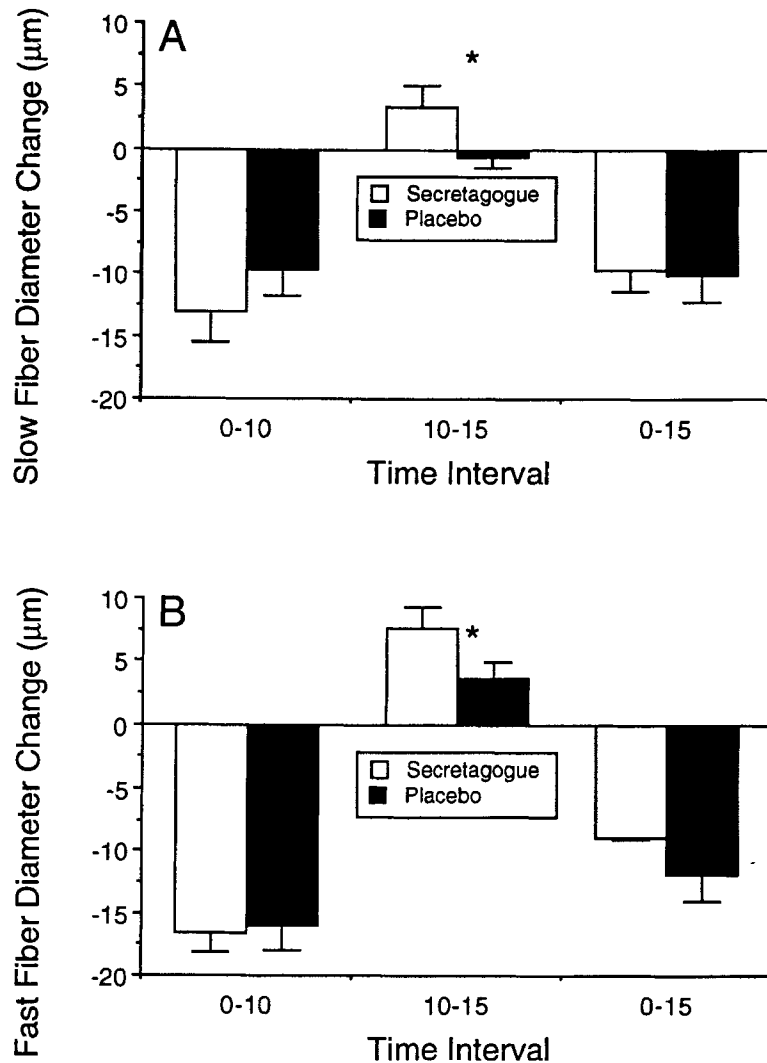 A
Slow Fiber Diameter Change (μm)
10
5
0
-5
-10
-15
-20
*
Secretagogue
Placebo
0-10
10-15
0-15
Time Interval
B
Fast Fiber Diameter Change (μm)
10
5
0
-5
-10
-15
-20
*
Secretagogue
Placebo
0-10
10-15
0-15
Time Interval